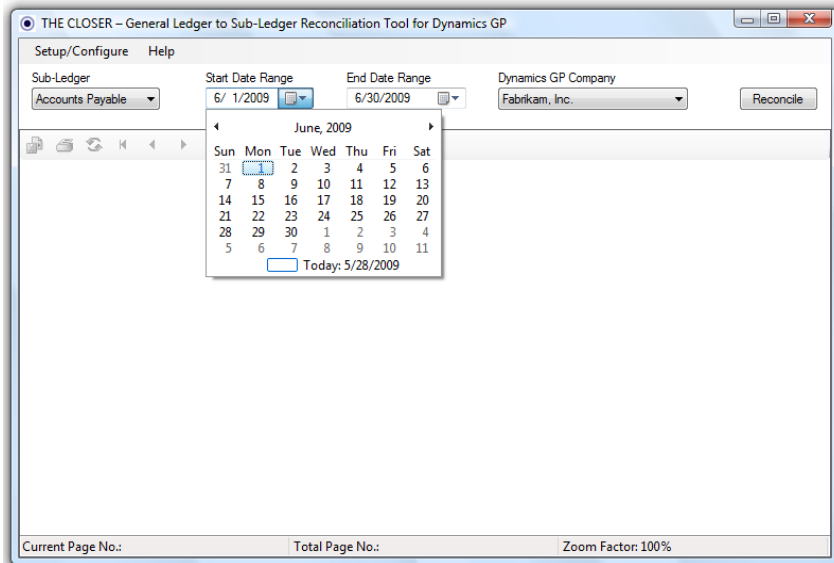 THE CLOSER – General Ledger to Sub-Ledger Reconciliation Tool for Dynamics GP
Setup/Configure Help
Sub-Ledger Start Date Range End Date Range Dynamics GP Company
Accounts Payable 6/ 1/2009 6/30/2009 Fabrikam, Inc. Reconcile
June, 2009
Sun Mon Tue Wed Thu Fri Sat
31 1 2 3 4 5 6
7 8 9 10 11 12 13
14 15 16 17 18 19 20
21 22 23 24 25 26 27
28 29 30 1 2 3 4
5 6 7 8 9 10 11
Today: 5/28/2009
Current Page No.: Total Page No.: Zoom Factor: 100%